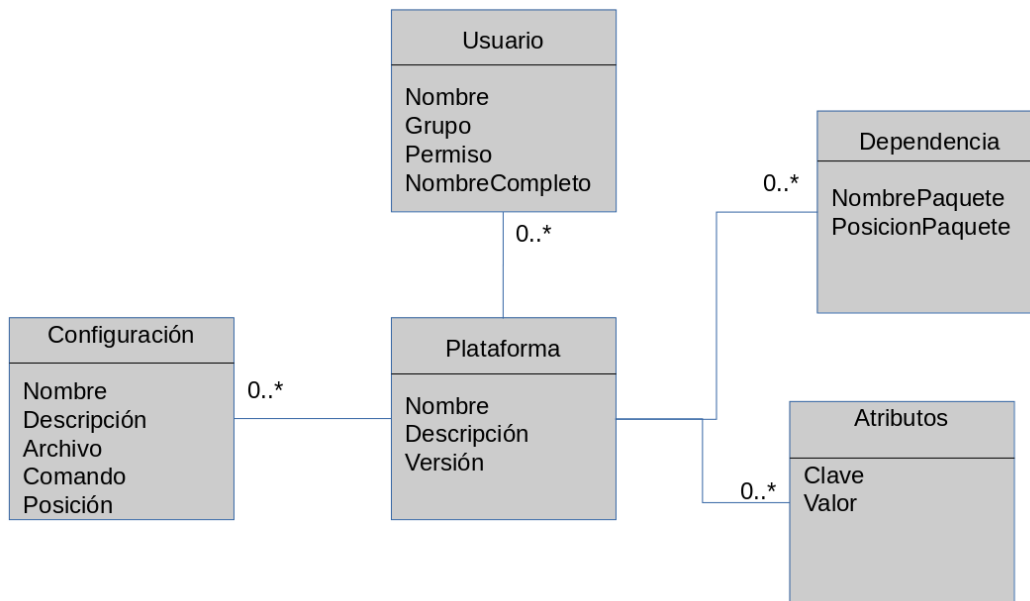 Usuario
Nombre
Grupo
Permiso
NombreCompleto
0..*
Dependencia
NombrePaquete
PosicionPaquete
0..*
Configuración
Nombre
Descripción
Archivo
Comando
Posición
0..*
Plataforma
Nombre
Descripción
Versión
Atributos
Clave
Valor
0..*